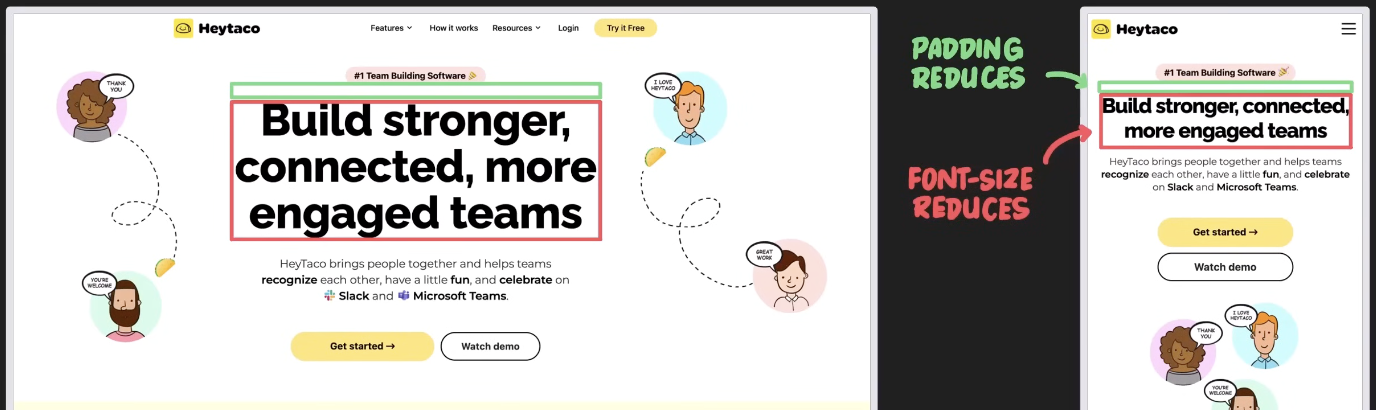 Heytaco
Features
How it works
Resources
Login
Try it Free
#1 Team Building Software
THANK
YOU
I LOVE
HEYTACO
Build stronger,
connected, more
engaged teams
GREAT
WORK
YOU'RE
WELCOME
HeyTaco brings people together and helps teams
recognize each other, have a little fun, and celebrate on
Slack and Microsoft Teams.
Get started →
Watch demo
PADDING
REDUCES
FONT-SIZE
REDUCES
Heytaco
#1 Team Building Software
Build stronger, connected,
more engaged teams
HeyTaco brings people together and helps teams
recognize each other, have a little fun, and celebrate
on Slack and Microsoft Teams.
Get started →
Watch demo
I LOVE
HEYTACO
THANK
YOU
YOU'RE
WELCOME